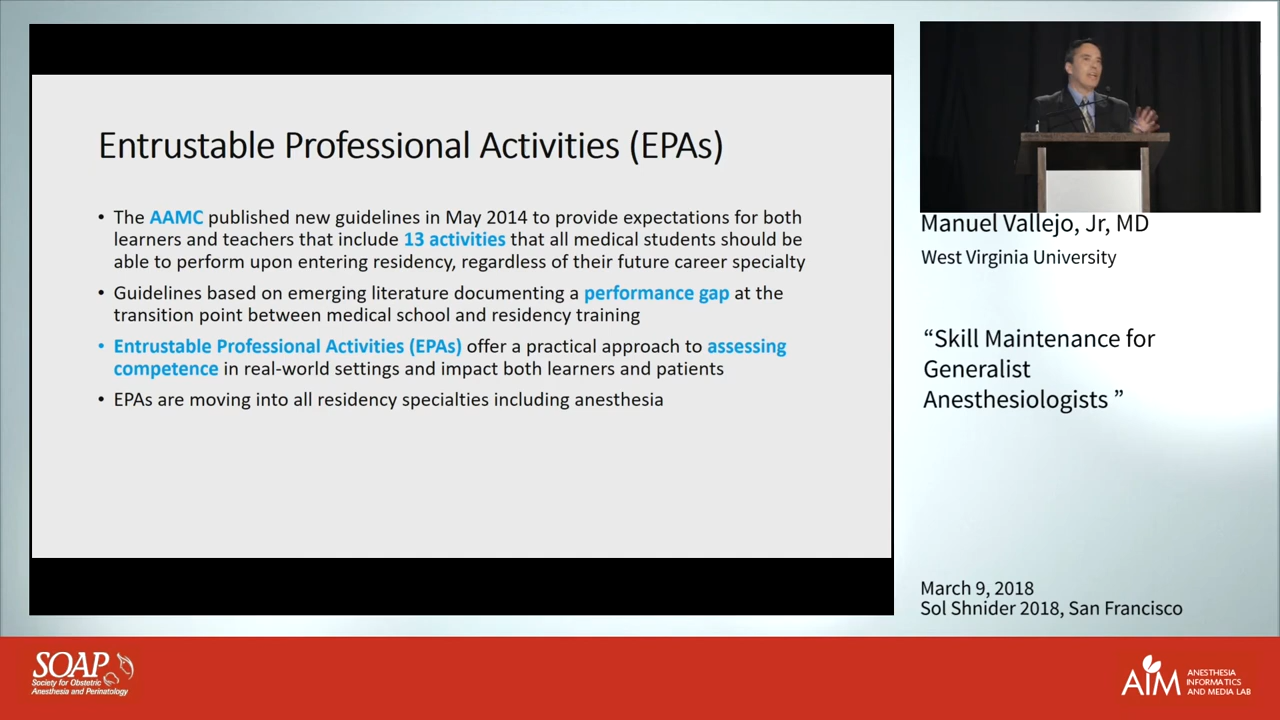 Entrustable Professional Activities (EPAs)
• The AAMC published new guidelines in May 2014 to provide expectations for both
learners and teachers that include 13 activities that all medical students should be
able to perform upon entering residency, regardless of their future career specialty
• Guidelines based on emerging literature documenting a performance gap at the
transition point between medical school and residency training
• Entrustable Professional Activities (EPAs) offer a practical approach to assessing
competence in real-world settings and impact both learners and patients
• EPAs are moving into all residency specialties including anesthesia
Manuel Vallejo, Jr, MD
West Virginia University
“Skill Maintenance for
Generalist
Anesthesiologists ”
March 9, 2018
Sol Shnider 2018, San Francisco
SOAP
Society for Obstetric
Anesthesia and Perinatology
AIM
ANESTHESIA
INFORMATICS
AND MEDIA LAB